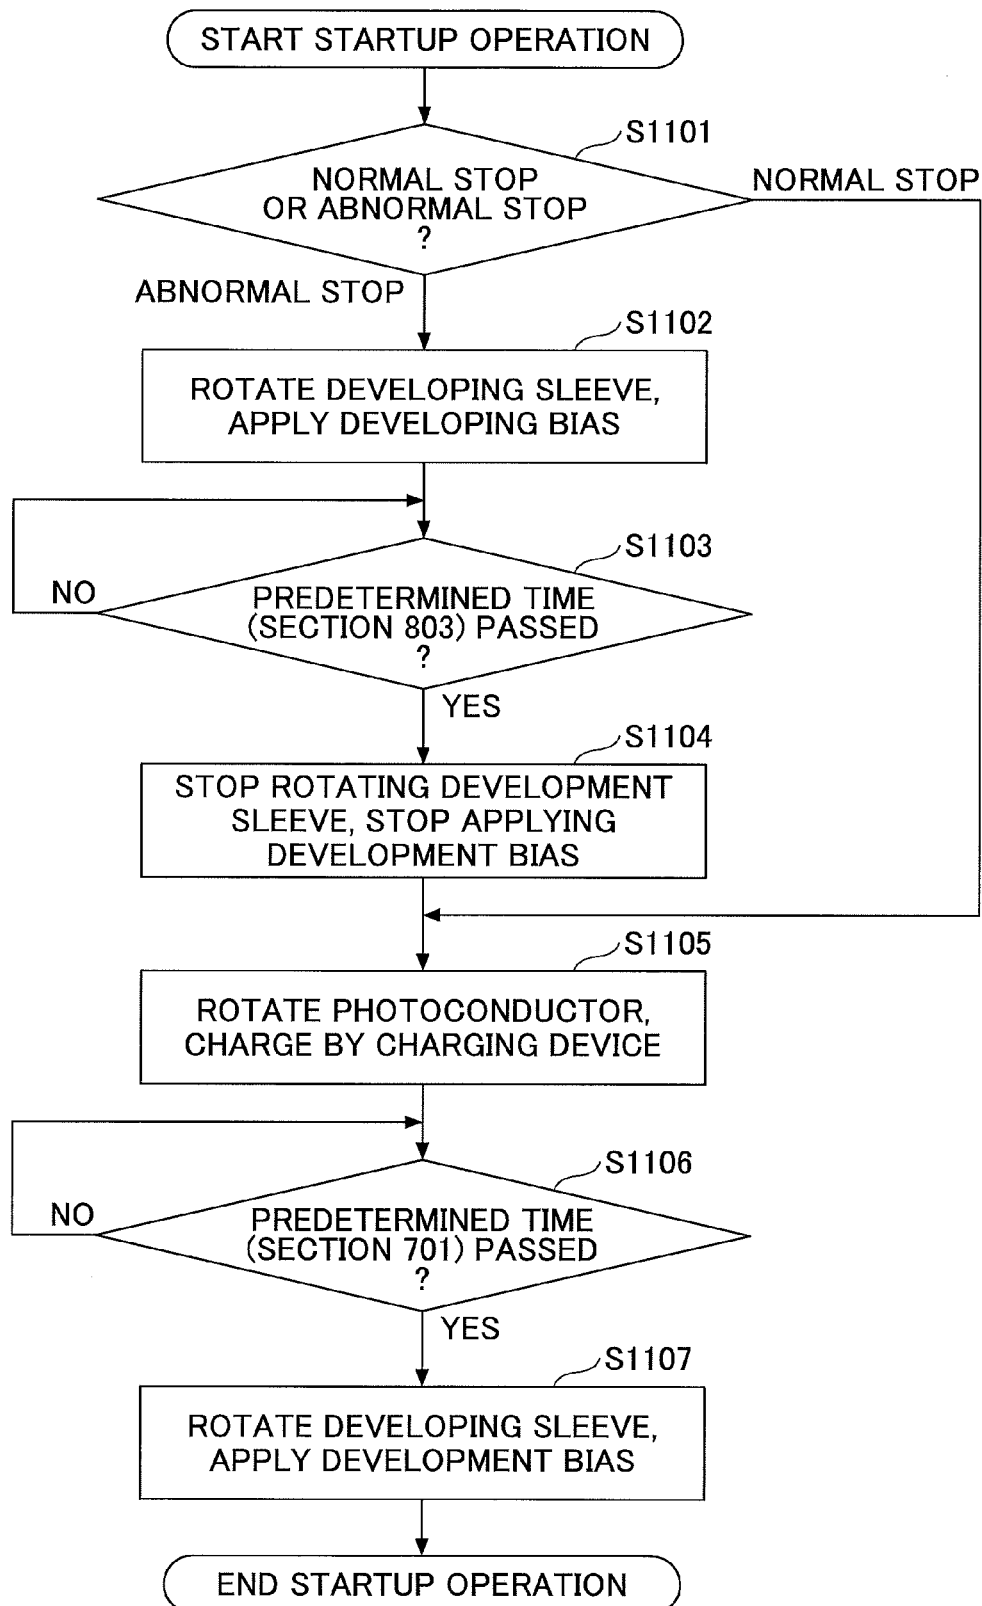 START STARTUP OPERATION
S1101
NORMAL STOP
OR ABNORMAL STOP
?
NORMAL STOP
ABNORMAL STOP
S1102
ROTATE DEVELOPING SLEEVE,
APPLY DEVELOPING BIAS
S1103
NO
PREDETERMINED TIME
(SECTION 803) PASSED
?
YES
S1104
STOP ROTATING DEVELOPMENT
SLEEVE, STOP APPLYING
DEVELOPMENT BIAS
S1105
ROTATE PHOTOCONDUCTOR,
CHARGE BY CHARGING DEVICE
S1106
NO
PREDETERMINED TIME
(SECTION 701) PASSED
?
YES
S1107
ROTATE DEVELOPING SLEEVE,
APPLY DEVELOPMENT BIAS
END STARTUP OPERATION